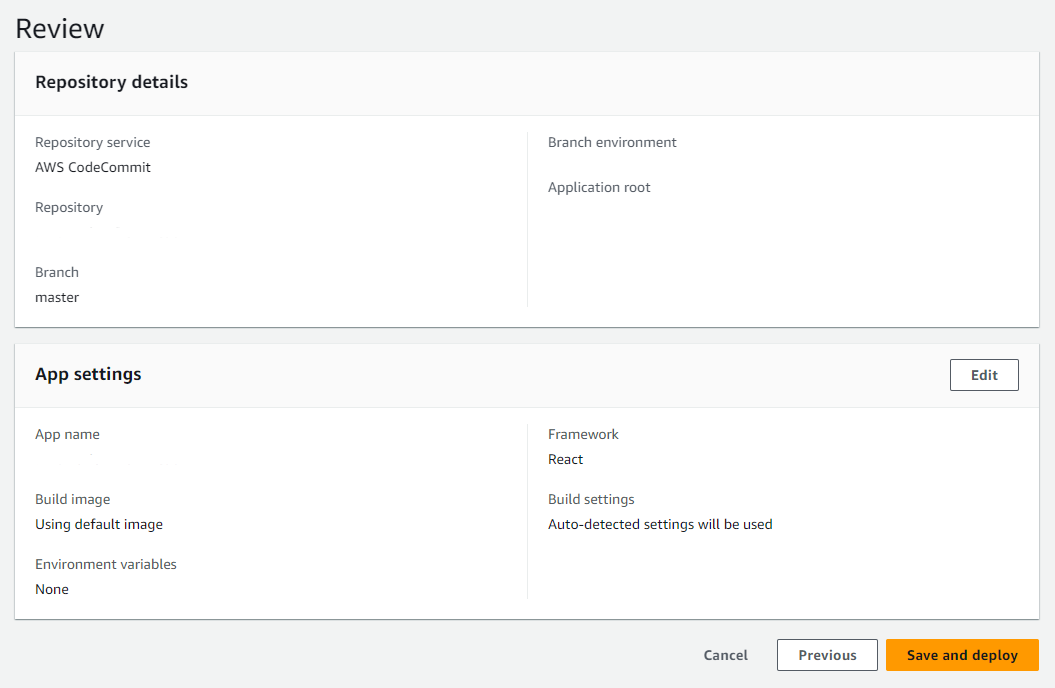 Review
Repository details
Repository service
AWS CodeCommit
Repository
Branch
master
Branch environment
Application root
App settings
Edit
App name
Build image
Using default image
Environment variables
None
Framework
React
Build settings
Auto-detected settings will be used
Cancel
Previous
Save and deploy